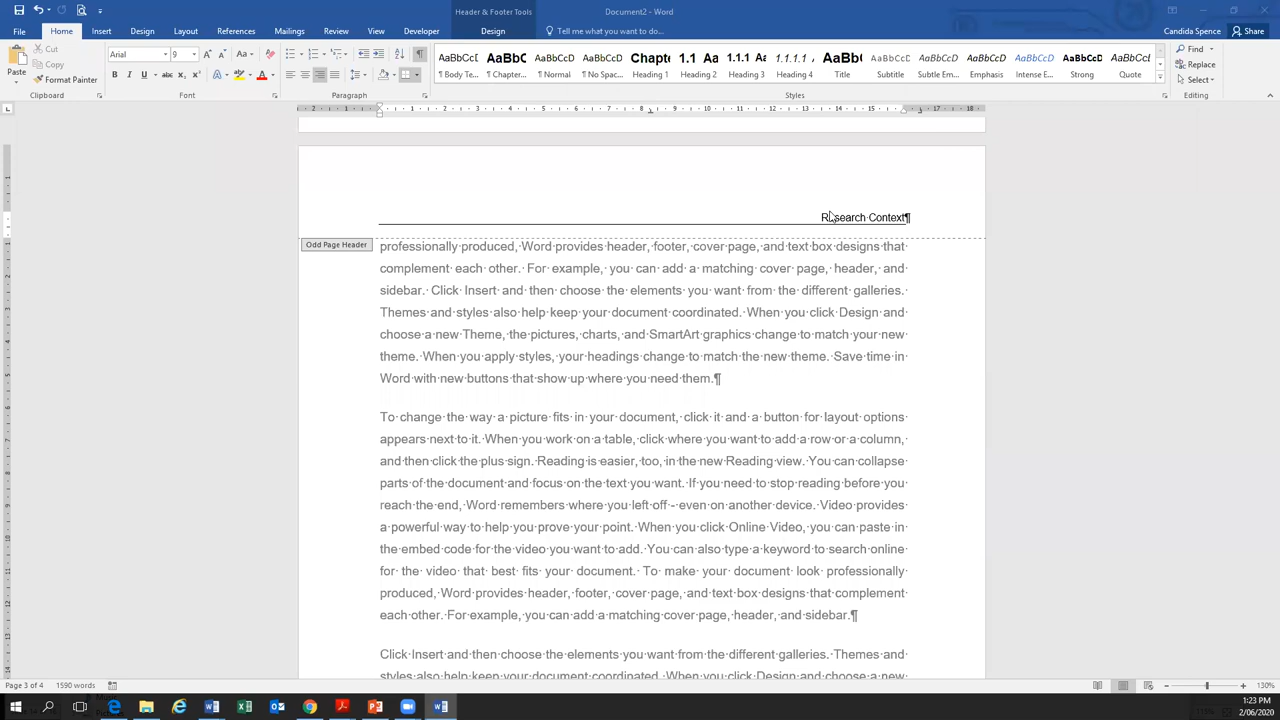 Header & Footer Tools
Document2 - Word
Candida Spence
Share
File
Home
Insert
Design
Layout
References
Mailings
Review
View
Developer
Design
Tell me what you want to do...
Paste
Cut
Copy
Format Painter
Clipboard
Arial
9
Font
Paragraph
AaBbCcl
¶ Body Te...
AaBbC
¶ Chapter...
AaBbCcD
¶ Normal
AaBbCcD
¶ No Spac...
Chapte
Heading 1
1.1 Aa
Heading 2
1.1.1 Aa
Heading 3
1.1.1.1
Heading 4
AaBb(
Title
AaBbCcD
Subtitle
AaBbCcD
Subtle Em...
AaBbCcD
Emphasis
AaBbCcD
Intense E...
AaBbCc
Strong
AaBbCcl
Quote
Styles
Find
Replace
Select
Editing
Research·Context¶
Odd Page Header
professionally·produced,·Word·provides·header,·footer,·cover·page,·and·text·box·designs·that·
complement·each·other.·For·example,·you·can·add·a·matching·cover·page,·header,·and·
sidebar.·Click·Insert·and·then·choose·the·elements·you·want·from·the·different·galleries.·
Themes·and·styles·also·help·keep·your·document·coordinated.·When·you·click·Design·and·
choose·a·new·Theme,·the·pictures,·charts,·and·SmartArt·graphics·change·to·match·your·new·
theme.·When·you·apply·styles,·your·headings·change·to·match·the·new·theme.·Save·time·in·
Word·with·new·buttons·that·show·up·where·you·need·them.¶
To·change·the·way·a·picture·fits·in·your·document,·click·it·and·a·button·for·layout·options·
appears·next·to·it.·When·you·work·on·a·table,·click·where·you·want·to·add·a·row·or·a·column,·
and·then·click·the·plus·sign.·Reading·is·easier,·too,·in·the·new·Reading·view.·You·can·collapse·
parts·of·the·document·and·focus·on·the·text·you·want.·If·you·need·to·stop·reading·before·you·
reach·the·end,·Word·remembers·where·you·left·off·-·even·on·another·device.·Video·provides·
a·powerful·way·to·help·you·prove·your·point.·When·you·click·Online·Video,·you·can·paste·in·
the·embed·code·for·the·video·you·want·to·add.·You·can·also·type·a·keyword·to·search·online·
for·the·video·that·best·fits·your·document.·To·make·your·document·look·professionally·
produced,·Word·provides·header,·footer,·cover·page,·and·text·box·designs·that·complement·
each·other.·For·example,·you·can·add·a·matching·cover·page,·header,·and·sidebar.¶
Click·Insert·and·then·choose·the·elements·you·want·from·the·different·galleries.·Themes·and·
styles·also·help·keep·your·document·coordinated.·When·you·click·Design·and·choose·a·new·
Page 3 of 4
1590 words
130%
1:23 PM
2/06/2020